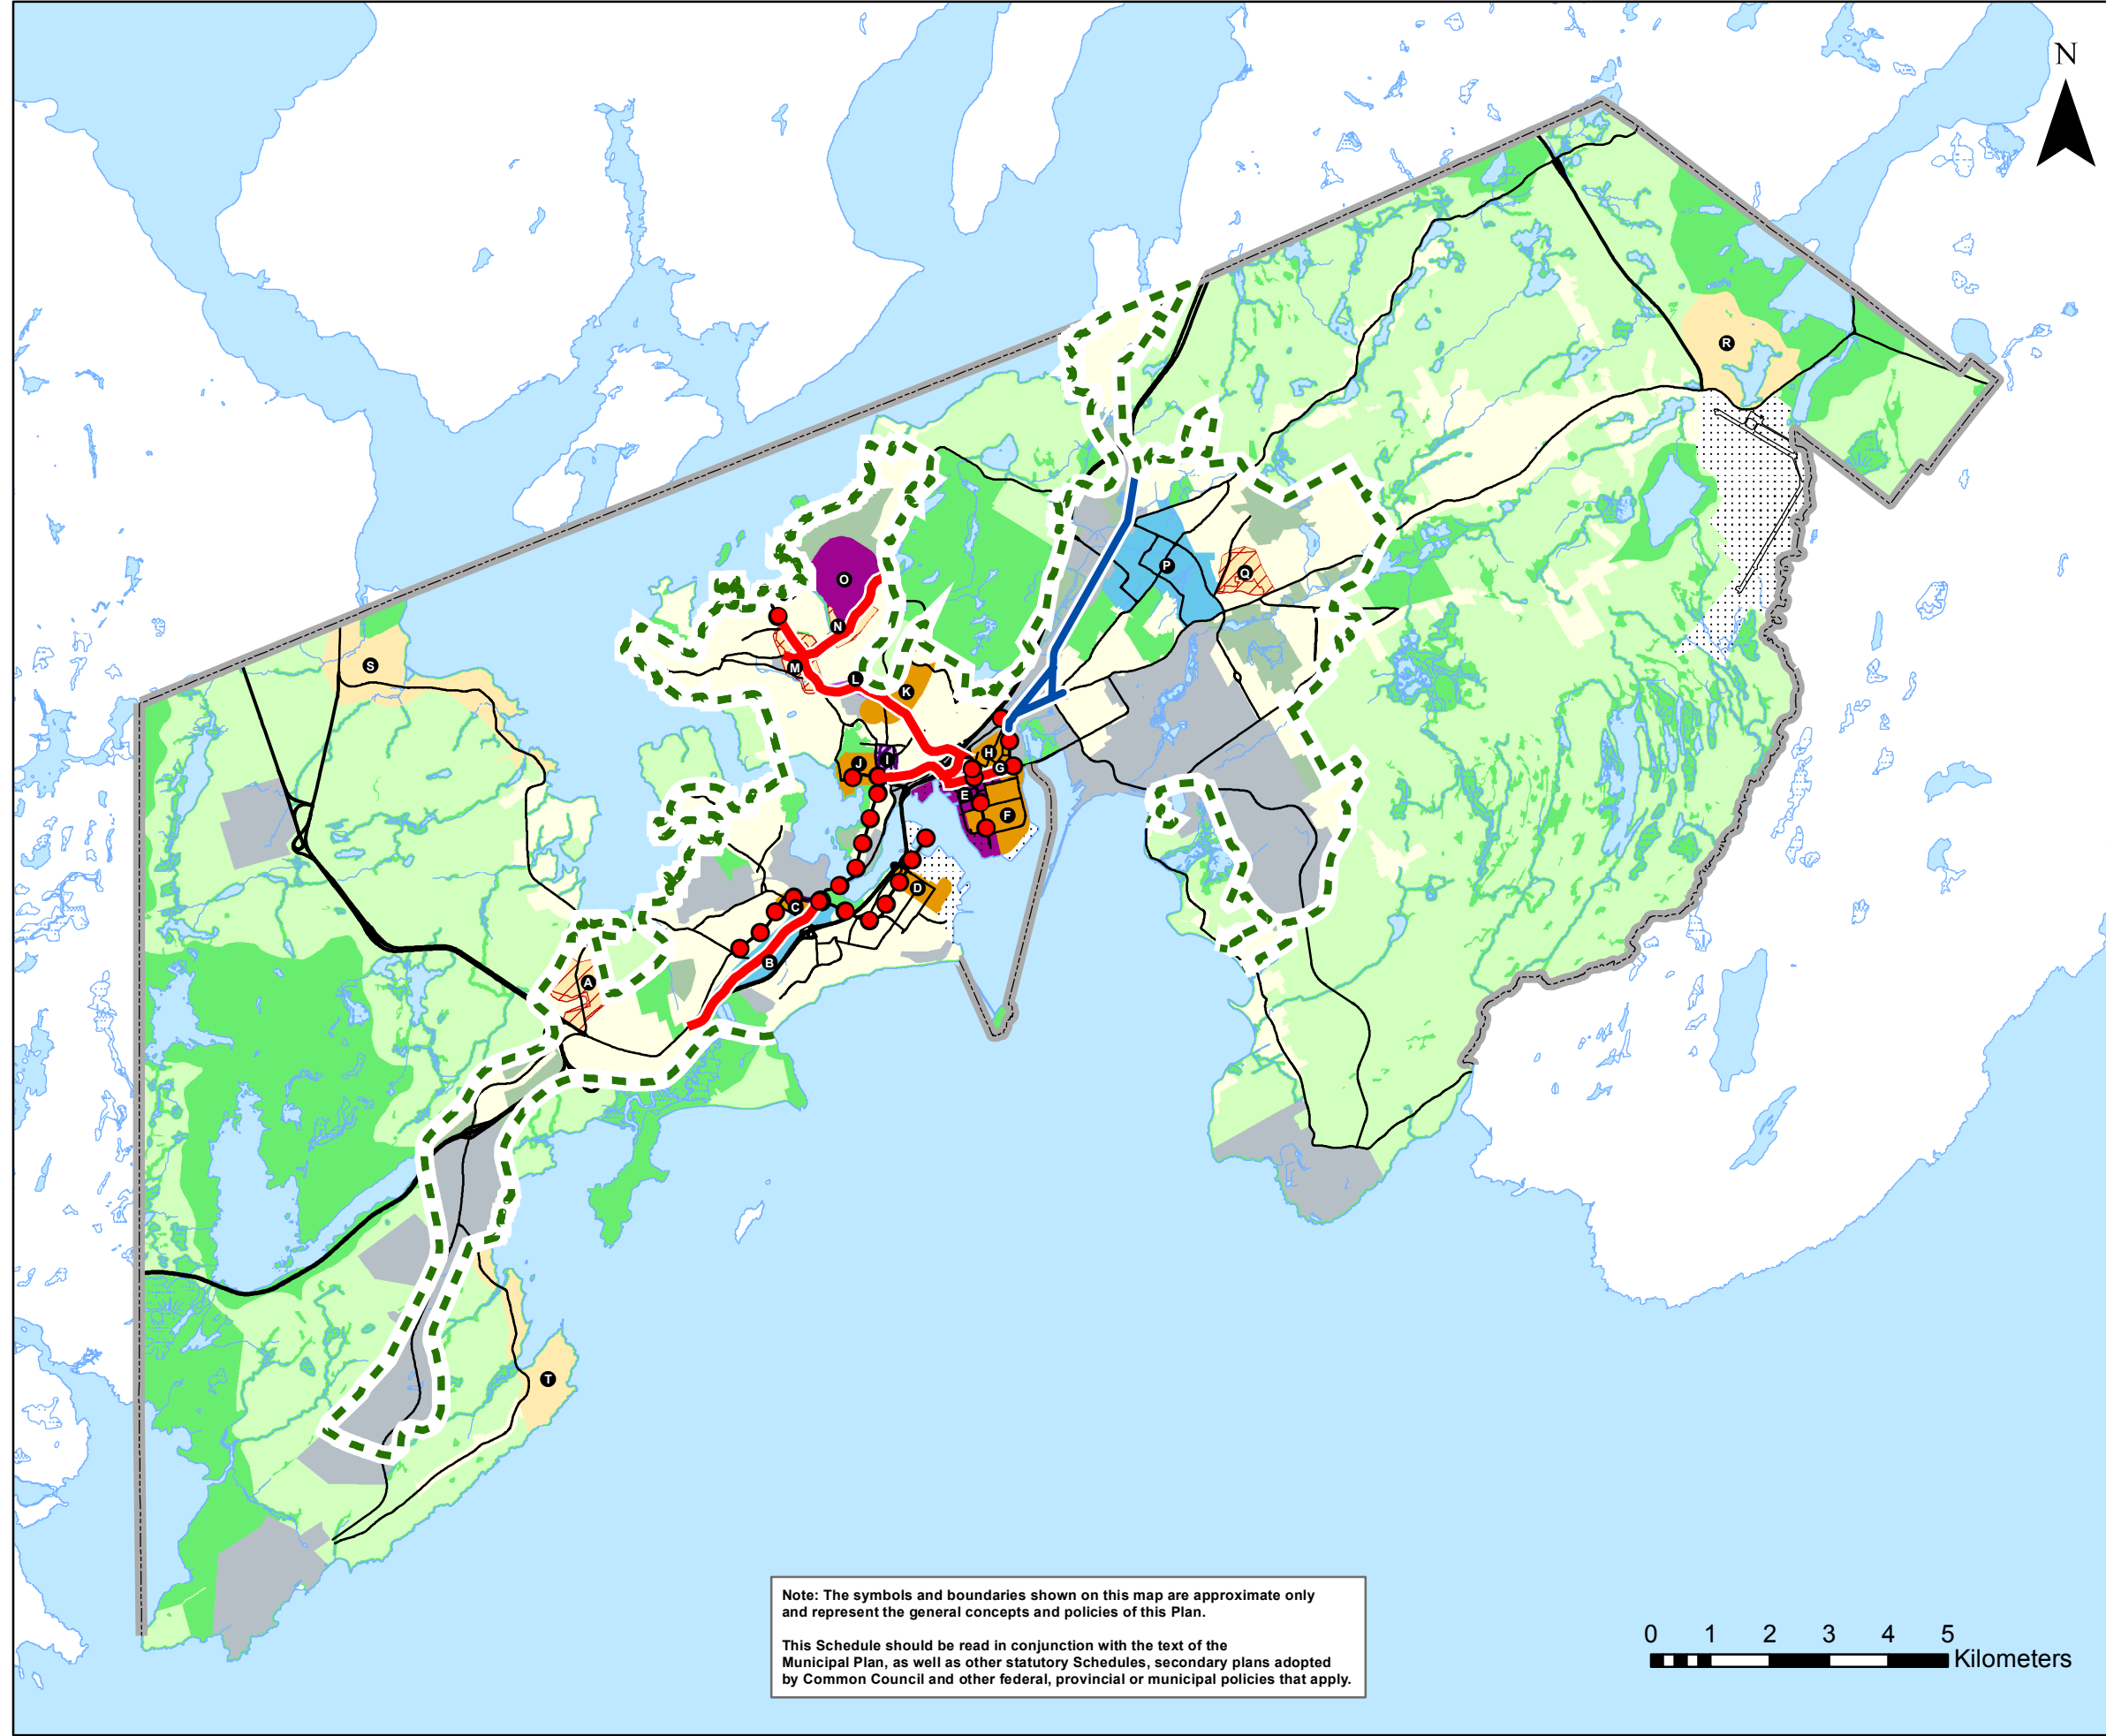 N
R
O
P
Q
N
S
M
L
K
H
J
I
G
E
F
D
C
B
A
T
Note: The symbols and boundaries shown on this map are approximate only
and represent the general concepts and policies of this Plan.
This Schedule should be read in conjunction with the text of the
Municipal Plan, as well as other statutory Schedules, secondary plans adopted
by Common Council and other federal, provincial or municipal policies that apply.
0 1 2 3 4 5
Kilometers